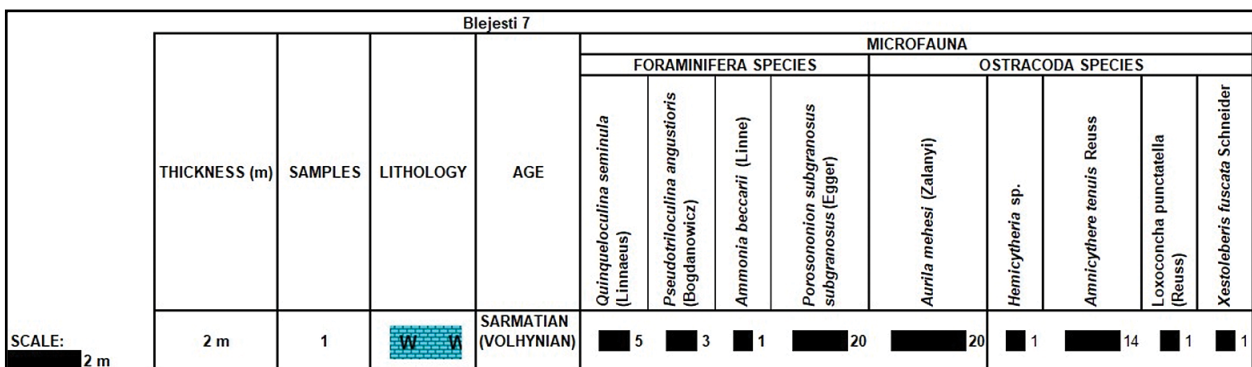 Blejesti 7
MICROFAUNA
FORAMINIFERA SPECIES
OSTRACODA SPECIES
THICKNESS (m)
SAMPLES
LITHOLOGY
AGE
Quinqueloculina seminula
(Linnaeus)
Pseudotriloculina angustioris
(Bogdanowicz)
Ammonia beccarii (Linne)
Porosononion subgranosus
subgranosus (Egger)
Aurila mehesi (Zalanyi)
Hemicytheria sp.
Amnicythere tenuis Reuss
Loxoconcha punctatella
(Reuss)
Xestoleberis fuscata Schneider
SCALE:
2 m
2 m
1
W W
SARMATIAN
(VOLHYNIAN)
5
3
1
20
20
1
14
1
1